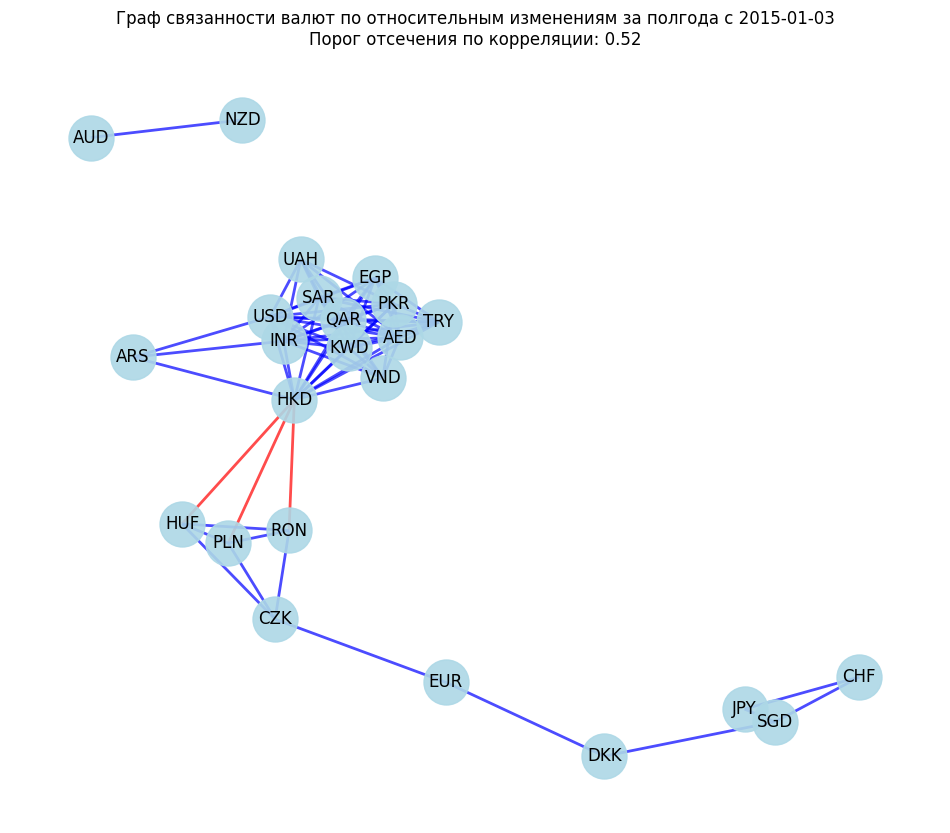 Граф связанности валют по относительным изменениям за полгода с 2015-01-03
Порог отсечения по корреляции: 0.52
NZD
AUD
UAH
EGP
SAR
PKR
USD
QAR
TRY
INR
AED
KWD
ARS
VND
HKD
HUF
RON
PLN
CZK
EUR
CHF
JPY
SGD
DKK